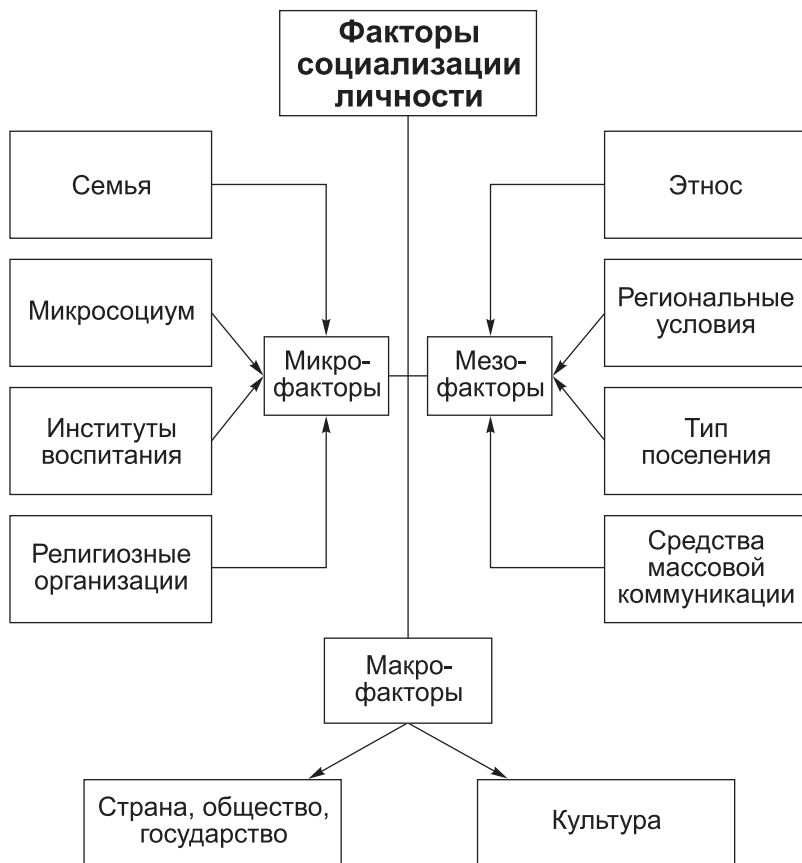 Факторы
социализации
личности
Семья
Этнос
Микросоциум
Региональные
условия
Микро-
факторы
Мезо-
факторы
Институты
воспитания
Тип
поселения
Религиозные
организации
Средства
массовой
коммуникации
Макро-
факторы
Страна, общество,
государство
Культура